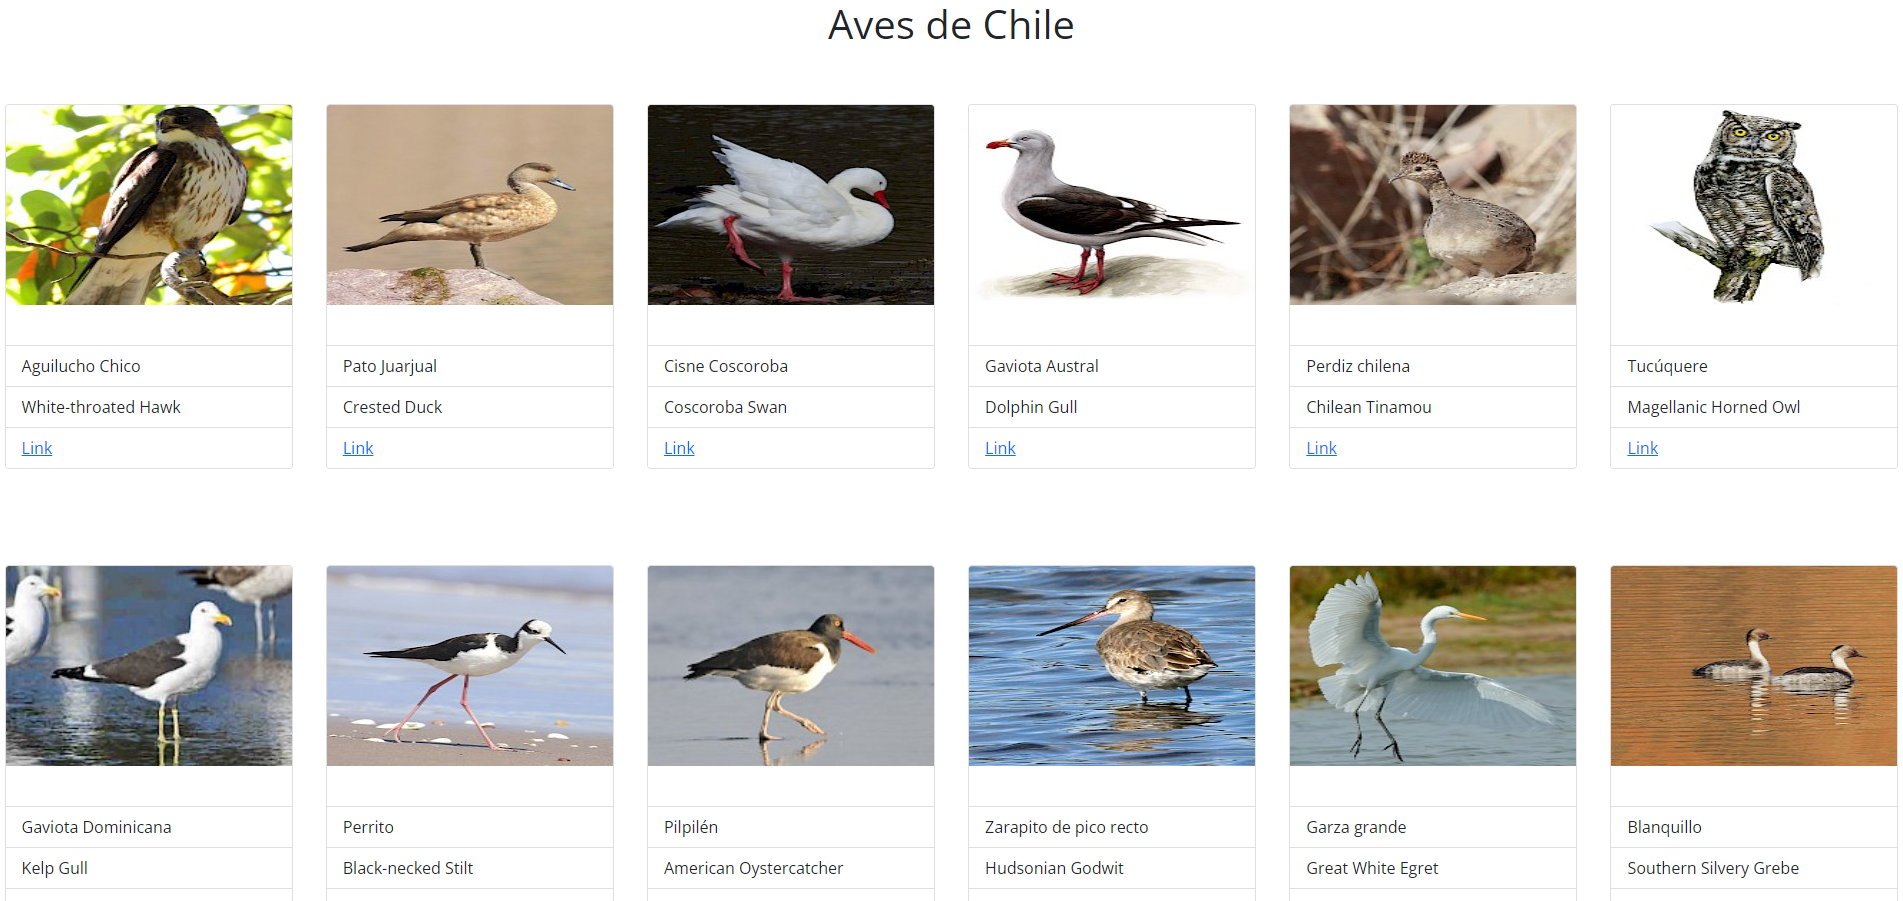 Aves de Chile
Aguilucho Chico
White-throated Hawk
Link
Pato Juarjual
Crested Duck
Link
Cisne Coscoroba
Coscoroba Swan
Link
Gaviota Austral
Dolphin Gull
Link
Perdiz chilena
Chilean Tinamou
Link
Tucúquere
Magellanic Horned Owl
Link
Gaviota Dominicana
Kelp Gull
Perrito
Black-necked Stilt
Pilpilén
American Oystercatcher
Zarapito de pico recto
Hudsonian Godwit
Garza grande
Great White Egret
Blanquillo
Southern Silvery Grebe